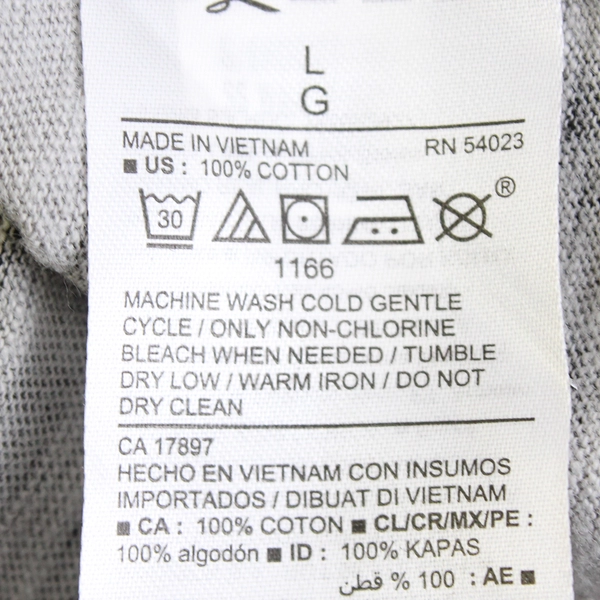 L
G
MADE IN VIETNAM RN 54023
■ US : 100% COTTON
30 ®
1166
MACHINE WASH COLD GENTLE
CYCLE / ONLY NON-CHLORINE
BLEACH WHEN NEEDED / TUMBLE
DRY LOW / WARM IRON / DO NOT
DRY CLEAN
CA 17897
HECHO EN VIETNAM CON INSUMOS
IMPORTADOS / DIBUAT DI VIETNAM
■ CA : 100% COTON ■ CL/CR/MX/PE :
100% algodón ■ ID : 100% KAPAS
■ AE : 100 % قطن